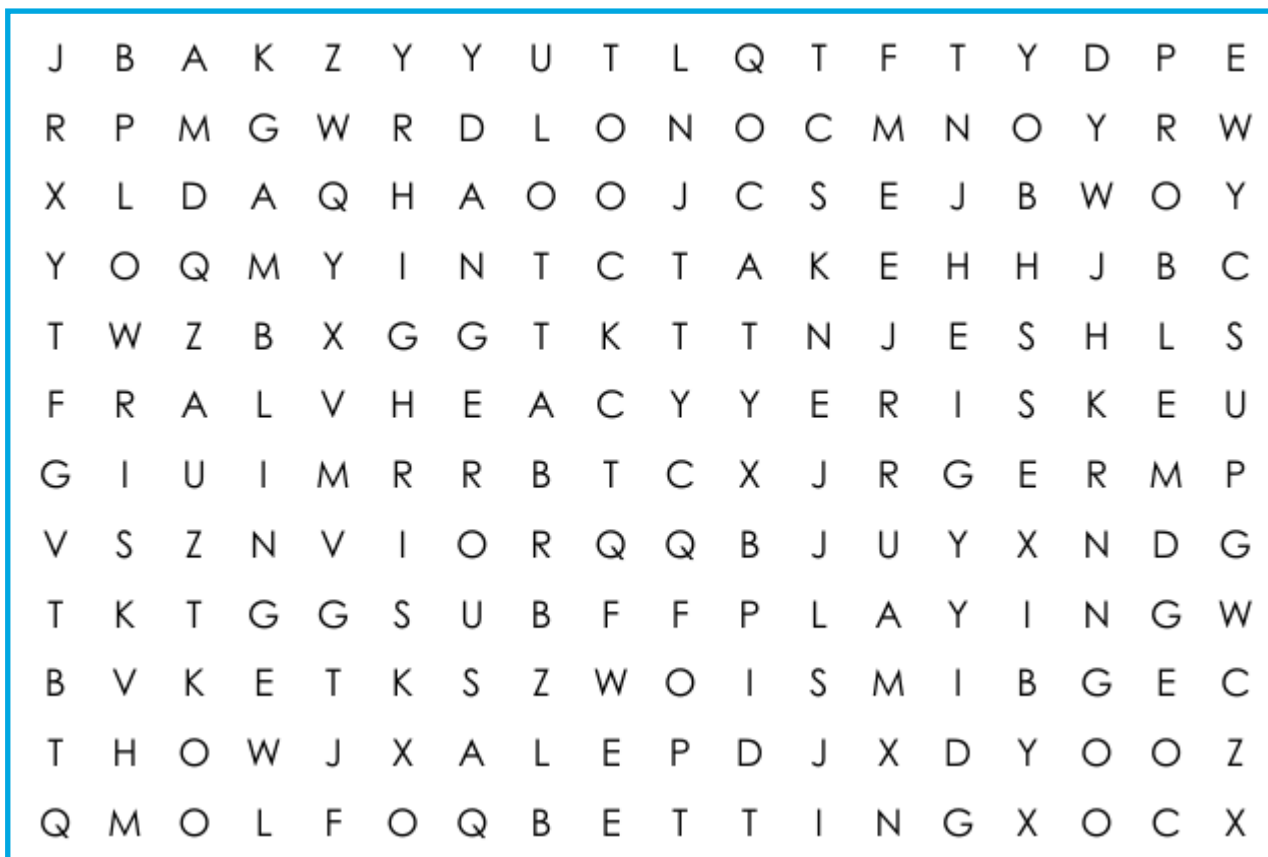 J B A K Z Y Y U T L Q T F T Y D P E
R P M G W R D L O N O C M N O Y R W
X L D A Q H A O O J C S E J B W O Y
Y O Q M Y I N T C T A K E H H J B C
T W Z B X G G T K T T N J E S H L S
F R A L V H E A C Y Y E R I S K E U
G I U I M R R B T C X J R G E R M P
V S Z N V I O R Q Q B J U Y X N D G
T K T G G S U B F F P L A Y I N G W
B V K E T K S Z W O I S M I B G E C
T H O W J X A L E P D J X D Y O O Z
Q M O L F O Q B E T T I N G X O C X